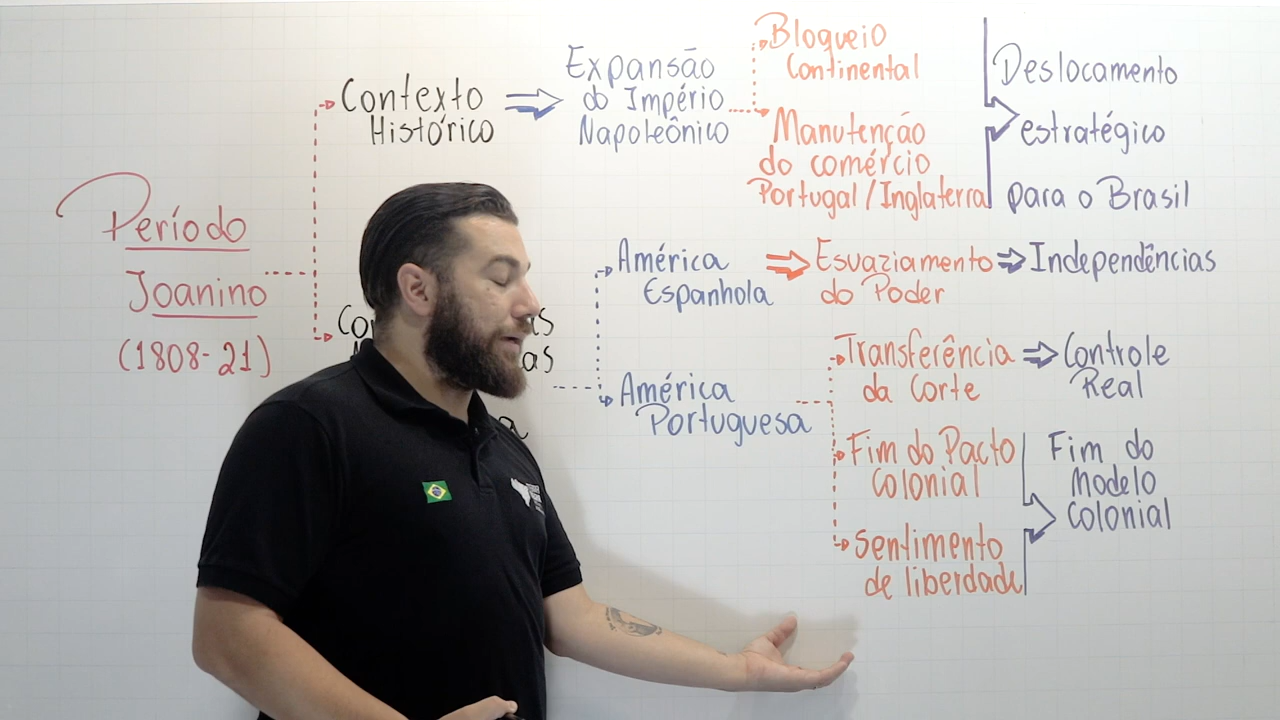 Período
Joanino
(1808-21)
Contexto
Histórico
Expansão
do Império
Napoleônico
Bloqueio
Continental
Manutenção
do comércio
Portugal/Inglaterra
Deslocamento
estratégico
para o Brasil
América
Espanhola
Esvaziamento
do Poder
Independências
América
Portuguesa
Transferência
da Corte
Controle
Real
Fim do Pacto
Colonial
Sentimento
de liberdade
Fim do
Modelo
Colonial